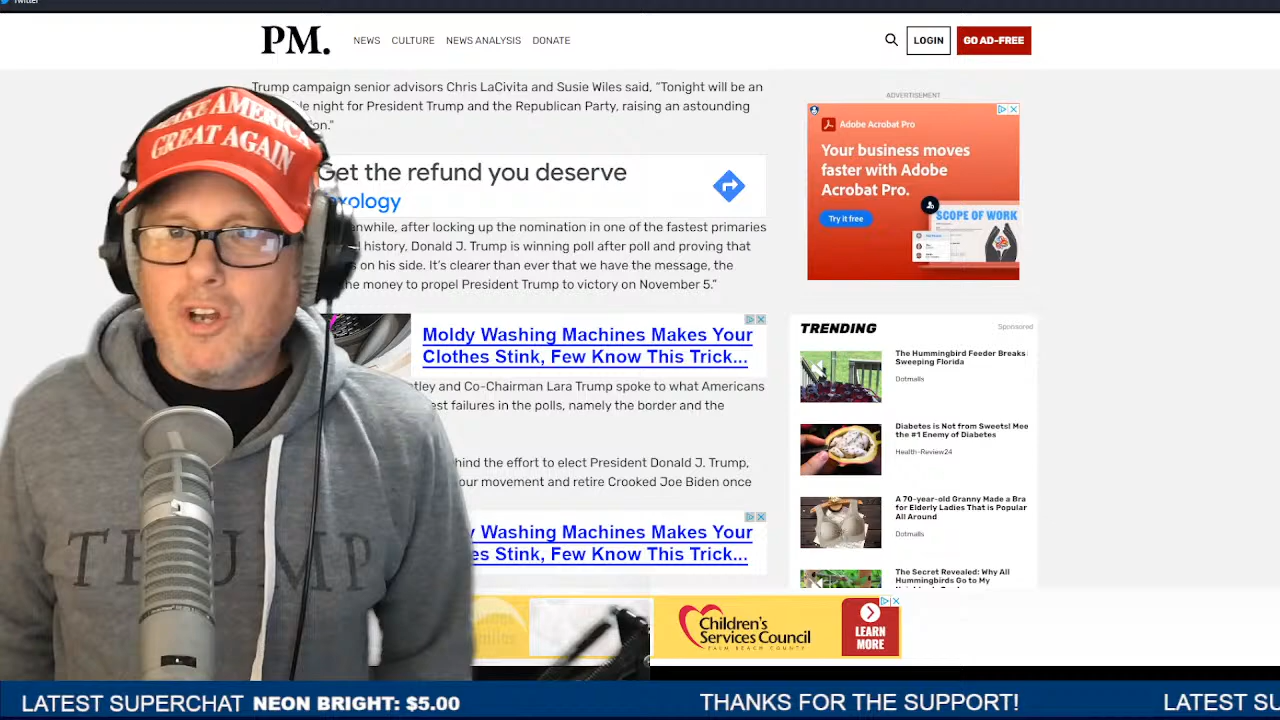 Twitter
PM.
NEWS
CULTURE
NEWS ANALYSIS
DONATE
LOGIN
GO AD-FREE
Trump campaign senior advisors Chris LaCivita and Susie Wiles said, "Tonight will be an
night for President Trump and the Republican Party, raising an astounding
MAKE AMERICA
GREAT AGAIN
Get the refund you deserve
after locking up the nomination in one of the fastest primaries
history, Donald J. Trump is winning poll after poll and proving that
on his side. It's clearer than ever that we have the message, the
the money to propel President Trump to victory on November 5."
Moldy Washing Machines Makes Your
Clothes Stink, Few Know This Trick...
and Co-Chairman Lara Trump spoke to what Americans
failures in the polls, namely the border and the
the effort to elect President Donald J. Trump,
our movement and retire Crooked Joe Biden once
Washing Machines Makes Your
Stink, Few Know This Trick...
TRUMP
ADVERTISEMENT
Adobe Acrobat Pro
Your business moves
faster with Adobe
Acrobat Pro.
Try it free
SCOPE OF WORK
TRENDING
Sponsored
The Hummingbird Feeder Breaks
Sweeping Florida
Dotmalls
Diabetes is Not from Sweets! Mee
the #1 Enemy of Diabetes
Health-Review24
A 70-year-old Granny Made a Bra
for Elderly Ladies That is Popular
All Around
Dotmalls
The Secret Revealed: Why All
Hummingbirds Go to My
Children's
Services Council
PALM BEACH COUNTY
LEARN
MORE
LATEST SUPERCHAT NEON BRIGHT: $5.00
THANKS FOR THE SUPPORT!
LATEST SU